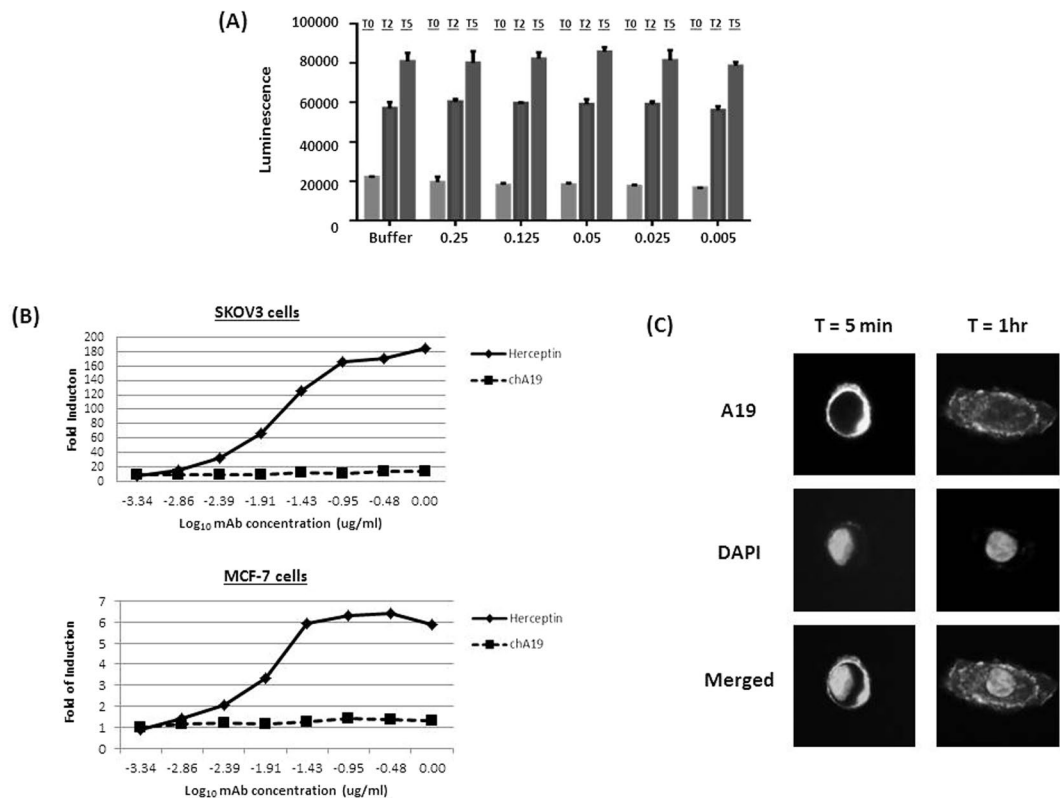 (A)
T0 T2 T5 T0 T2 T5 T0 T2 T5 T0 T2 T5 T0 T2 T5 T0 T2 T5
Luminescence
100000
80000
60000
40000
20000
0
Buffer 0.25 0.125 0.05 0.025 0.005
(B)
SKOV3 cells
Fold Induction
200
180
160
140
120
100
80
60
40
20
0
-3.34 -2.86 -2.39 -1.91 -1.43 -0.95 -0.48 0.00
Log10 mAb concentration (ug/ml)
Herceptin
chA19
MCF-7 cells
Fold of Induction
7
6
5
4
3
2
1
0
-3.34 -2.86 -2.39 -1.91 -1.43 -0.95 -0.48 0.00
Log10 mAb concentration (ug/ml)
Herceptin
chA19
(C)
T = 5 min T = 1hr
A19
DAPI
Merged